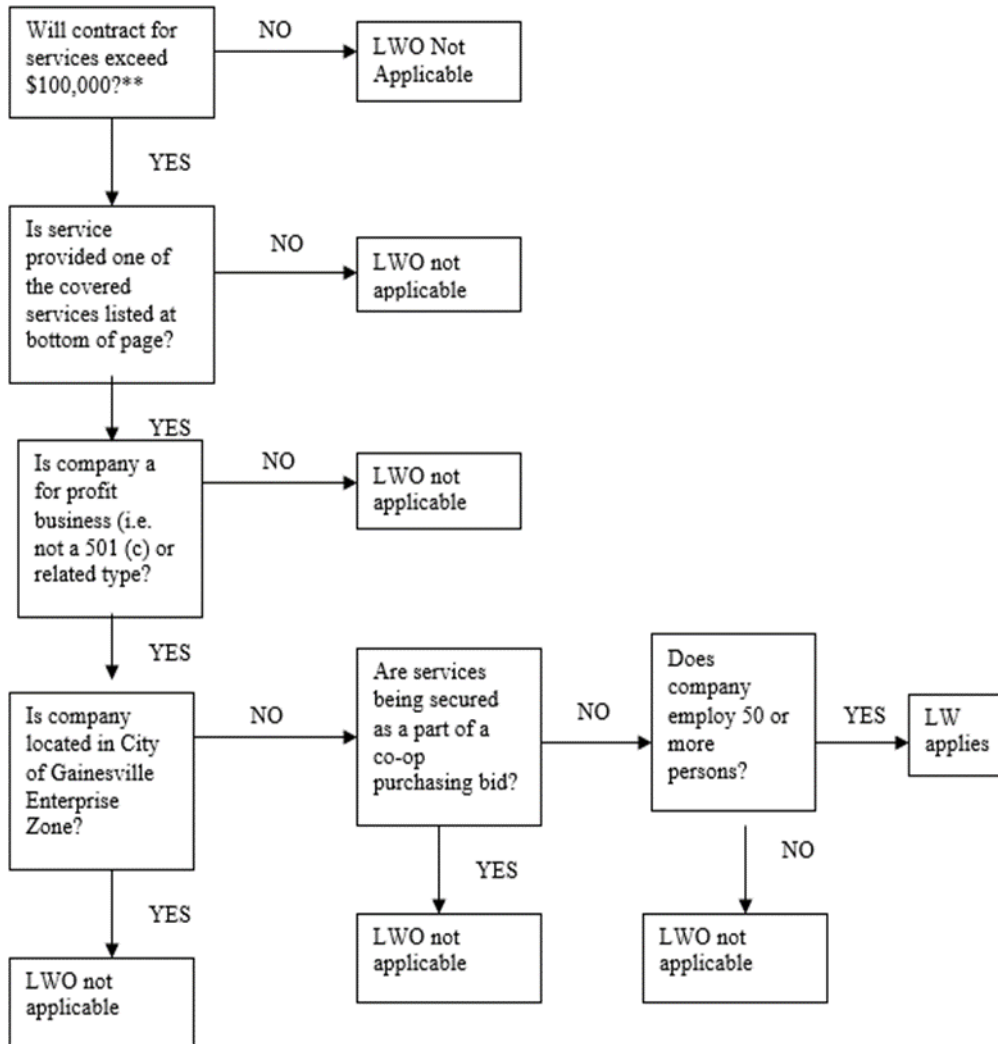 Will contract for
services exceed
$100,000?**
NO
LWO Not
Applicable
YES
Is service
provided one of
the covered
services listed at
bottom of page?
NO
LWO not
applicable
YES
Is company a
for profit
business (i.e.
not a 501 (c) or
related type?
NO
LWO not
applicable
YES
Is company
located in City
of Gainesville
Enterprise
Zone?
NO
Are services
being secured
as a part of a
co-op
purchasing bid?
NO
Does
company
employ 50 or
more
persons?
YES
LW
applies
YES
LWO not
applicable
YES
LWO not
applicable
NO
LWO not
applicable